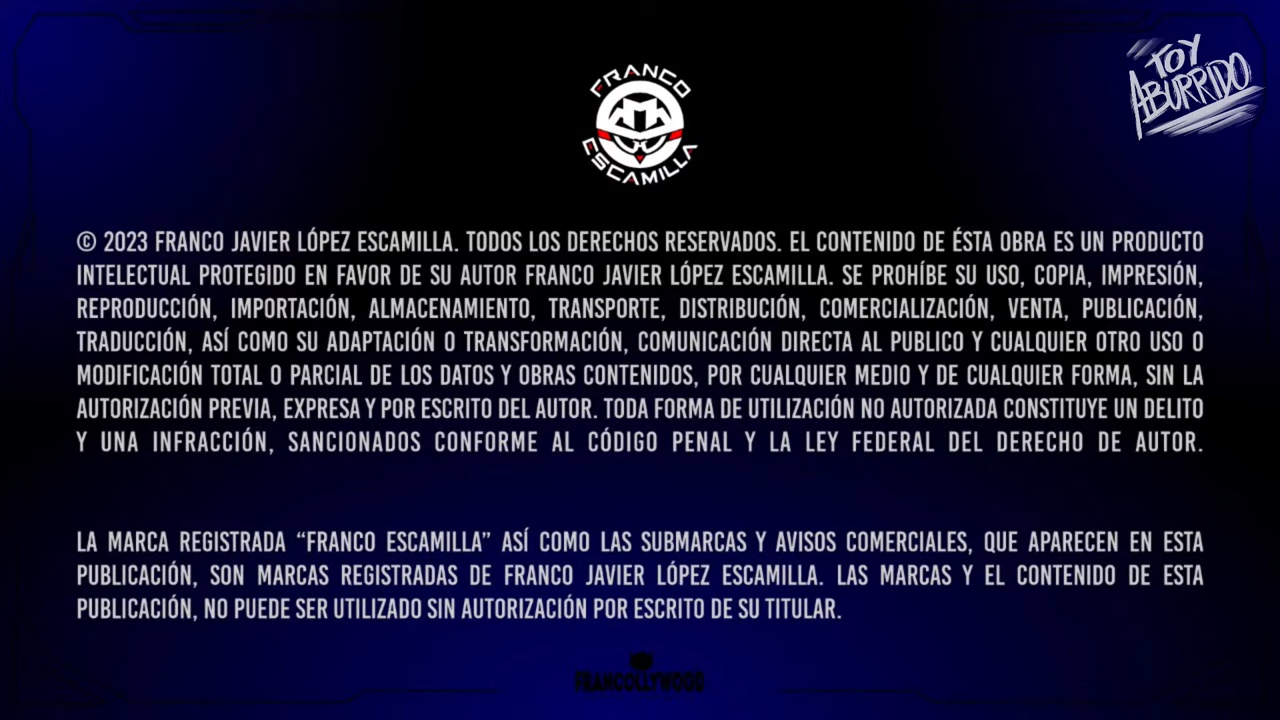 TOY
ABURRIDO
FRANCO
ESCAMILLA
© 2023 FRANCO JAVIER LÓPEZ ESCAMILLA. TODOS LOS DERECHOS RESERVADOS. EL CONTENIDO DE ÉSTA OBRA ES UN PRODUCTO
INTELECTUAL PROTEGIDO EN FAVOR DE SU AUTOR FRANCO JAVIER LÓPEZ ESCAMILLA. SE PROHÍBE SU USO, COPIA, IMPRESIÓN,
REPRODUCCIÓN, IMPORTACIÓN, ALMACENAMIENTO, TRANSPORTE, DISTRIBUCIÓN, COMERCIALIZACIÓN, VENTA, PUBLICACIÓN,
TRADUCCIÓN, ASÍ COMO SU ADAPTACIÓN O TRANSFORMACIÓN, COMUNICACIÓN DIRECTA AL PUBLICO Y CUALQUIER OTRO USO O
MODIFICACIÓN TOTAL O PARCIAL DE LOS DATOS Y OBRAS CONTENIDOS, POR CUALQUIER MEDIO Y DE CUALQUIER FORMA, SIN LA
AUTORIZACIÓN PREVIA, EXPRESA Y POR ESCRITO DEL AUTOR. TODA FORMA DE UTILIZACIÓN NO AUTORIZADA CONSTITUYE UN DELITO
Y UNA INFRACCIÓN, SANCIONADOS CONFORME AL CÓDIGO PENAL Y LA LEY FEDERAL DEL DERECHO DE AUTOR.
LA MARCA REGISTRADA “FRANCO ESCAMILLA” ASÍ COMO LAS SUBMARCAS Y AVISOS COMERCIALES, QUE APARECEN EN ESTA
PUBLICACIÓN, SON MARCAS REGISTRADAS DE FRANCO JAVIER LÓPEZ ESCAMILLA. LAS MARCAS Y EL CONTENIDO DE ESTA
PUBLICACIÓN, NO PUEDE SER UTILIZADO SIN AUTORIZACIÓN POR ESCRITO DE SU TITULAR.
FRANCOLLYWOOD